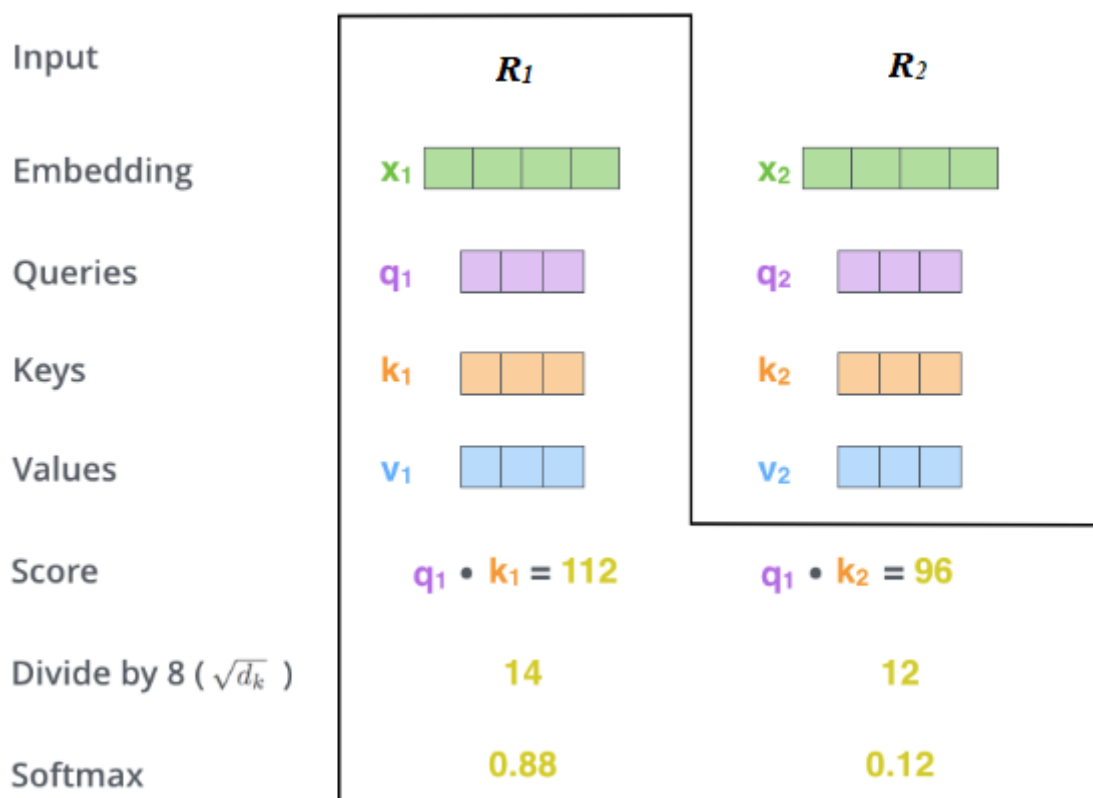 Input R₁ R₂
Embedding x₁ x₂
Queries q₁ q₂
Keys k₁ k₂
Values v₁ v₂
Score q₁ • k₁ = 112 q₁ • k₂ = 96
Divide by 8 ( √dₖ ) 14 12
Softmax 0.88 0.12